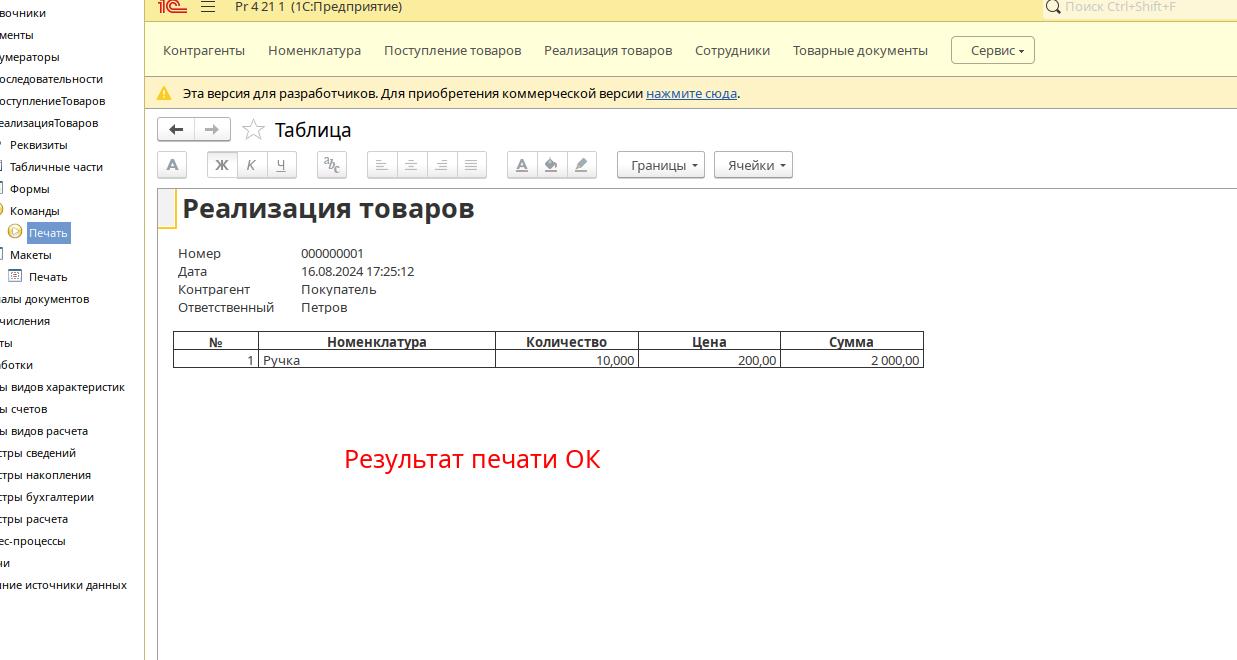 вочники
менты
умераторы
оследовательности
оступлениеТоваров
еализацияТоваров
Реквизиты
Табличные части
Формы
Команды
Печать
Макеты
Печать
алы документов
числения
ты
аботки
ы видов характеристик
ы счетов
ы видов расчета
стры сведений
стры накопления
стры бухгалтерии
стры расчета
ес-процессы
чи
ние источники данных
1С Pr 4 21 1 (1С:Предприятие) Поиск Ctrl+Shift+F
Контрагенты Номенклатура Поступление товаров Реализация товаров Сотрудники Товарные документы Сервис
Эта версия для разработчиков. Для приобретения коммерческой версии нажмите сюда.
Таблица
А Ж К Ч abc А Границы Ячейки
Реализация товаров
Номер 000000001
Дата 16.08.2024 17:25:12
Контрагент Покупатель
Ответственный Петров
№ Номенклатура Количество Цена Сумма
1 Ручка 10,000 200,00 2 000,00
Результат печати ОК